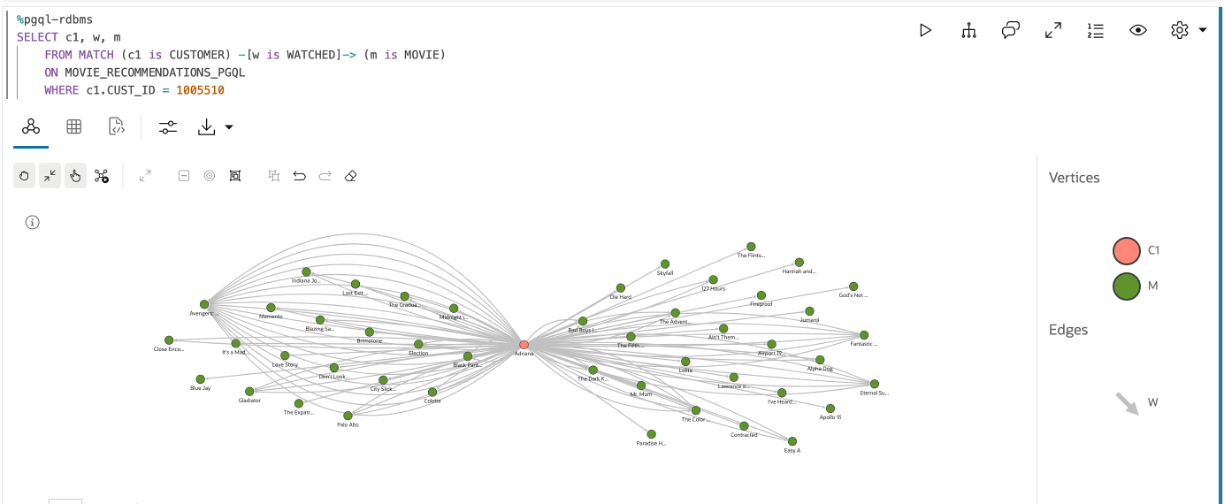 %pgql-rdbms
SELECT c1, w, m
FROM MATCH (c1 is CUSTOMER) -[w is WATCHED]-> (m is MOVIE)
ON MOVIE_RECOMMENDATIONS_PGQL
WHERE c1.CUST_ID = 1005510
Vertices
C1
M
Edges
W
The Flints...
Skyfall
Hannah and...
Indiana Jo...
127 Hours
Last Exit...
Die Hard
God's Not ...
The Gradua...
Fireproof
Avengers:...
Memento
Midnight i...
The Advent...
Jumanji
Blazing Sa...
Bad Boys I...
Brimstone
Ain't Them...
The Fifth ...
Fantastic ...
Close Enco...
It's a Mad...
Election
Adriana
Airport 19...
Love Story
Black Pant...
Lolita
Alpha Dog
Don't Look...
The Dark K...
Blue Jay
City Slick...
Lawrence o...
Eternal Su...
Gladiator
Colette
Mr. Mum
I've Heard...
The Expatr...
Palo Alto
The Color ...
Apollo 13
Contracted
Paradise H...
Easy A